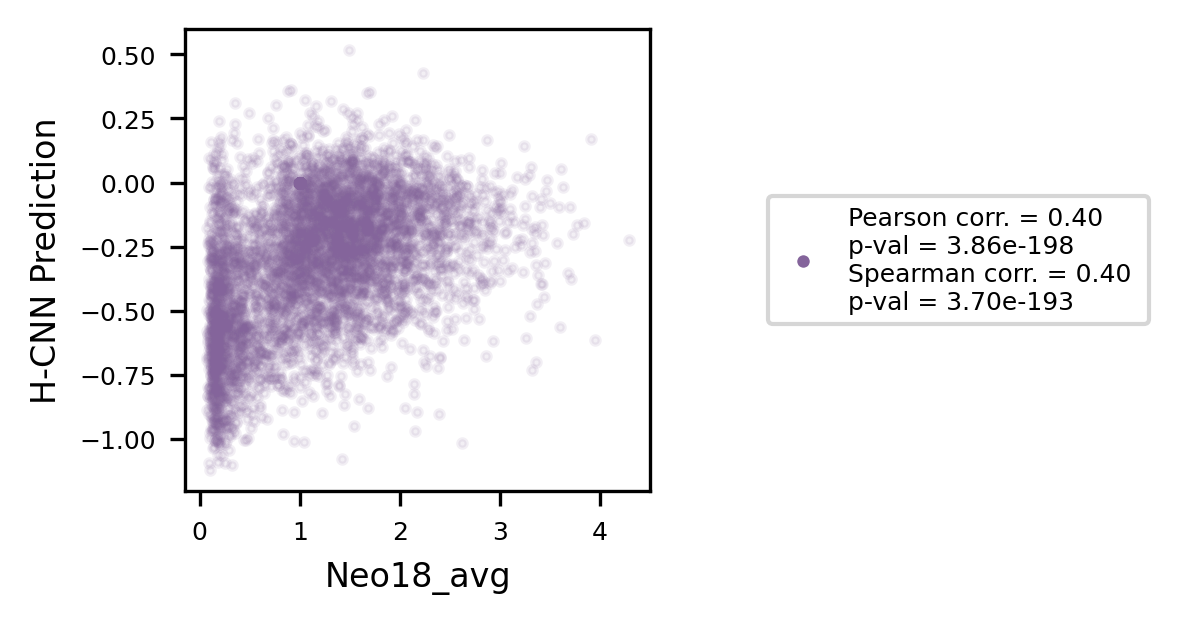 0.50
0.25
0.00
−0.25
−0.50
−0.75
−1.00
H-CNN Prediction
0 1 2 3 4
Neo18_avg
Pearson corr. = 0.40
p-val = 3.86e-198
Spearman corr. = 0.40
p-val = 3.70e-193